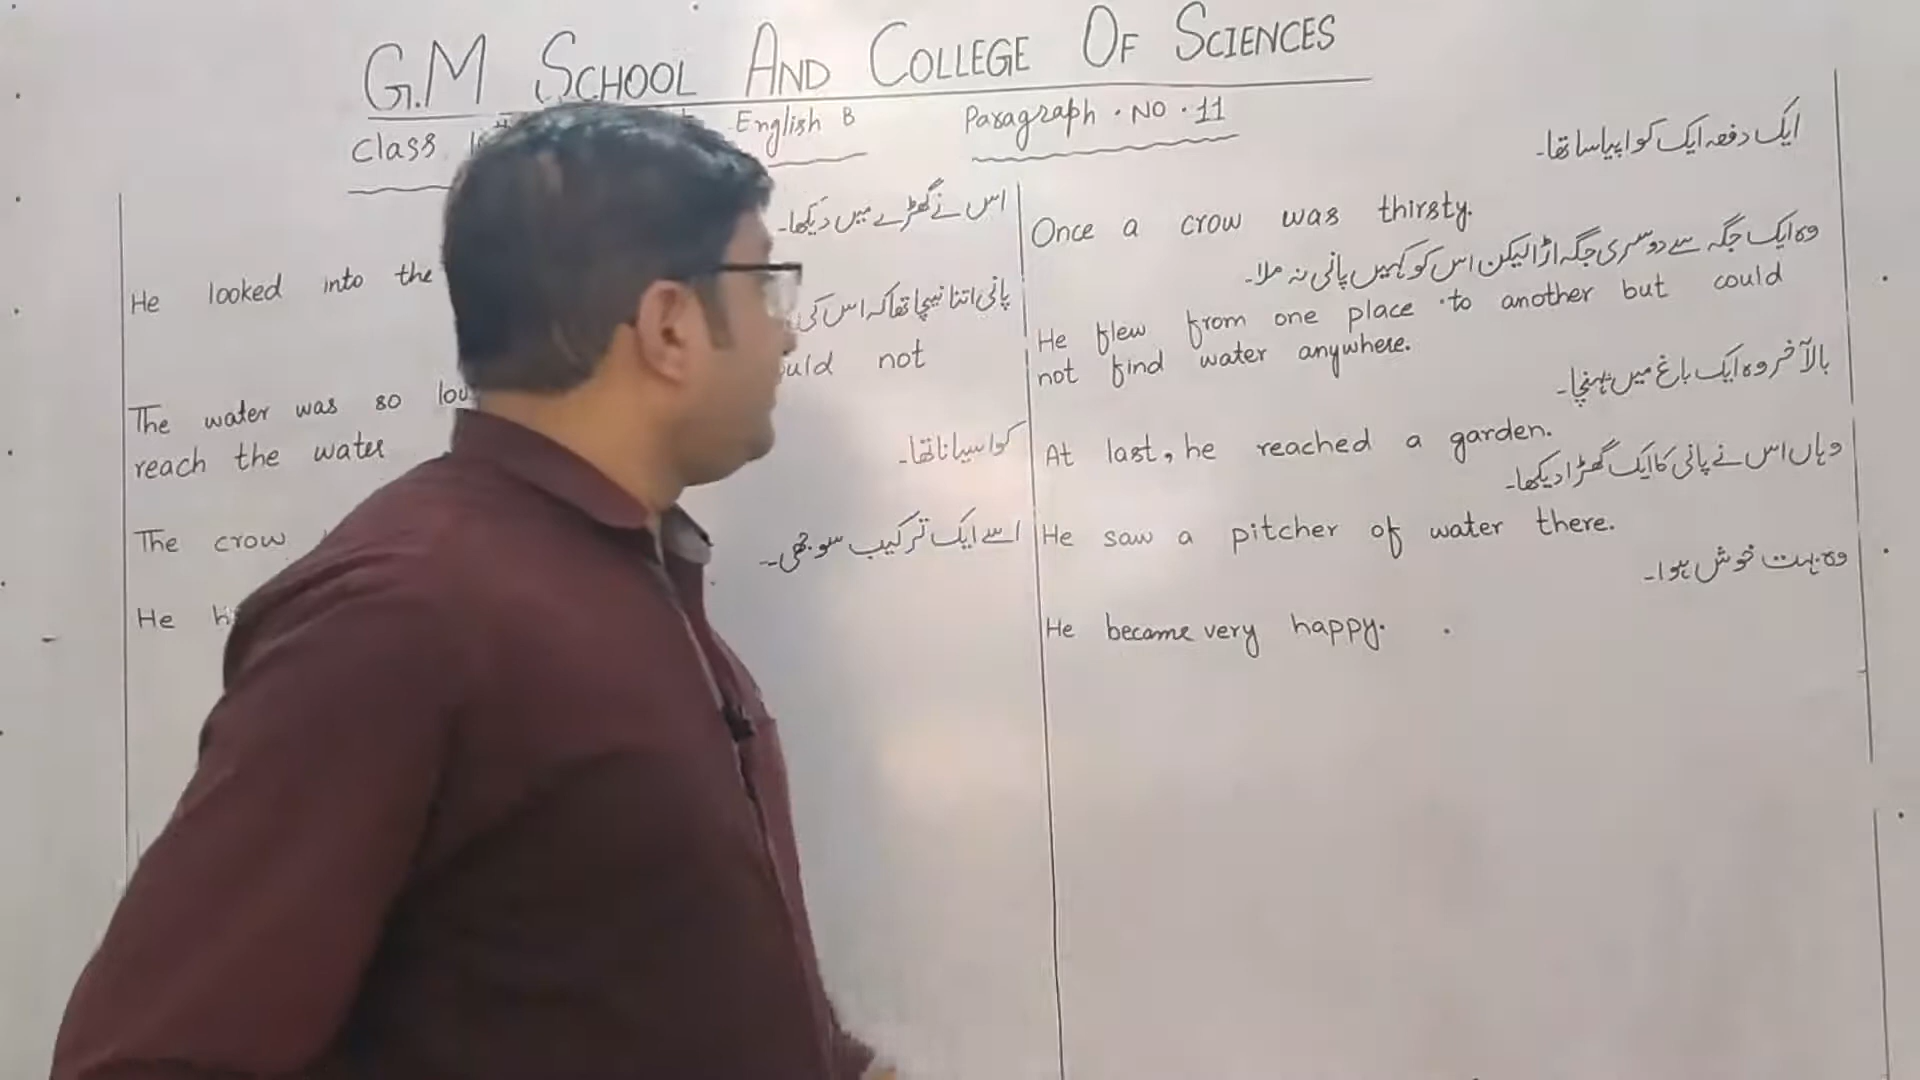 G.M SCHOOL AND COLLEGE OF SCIENCES
Class English B Paragraph . NO . 11
ایک دفعہ ایک کوا پیاسا تھا۔
Once a crow was thirsty.
وہ ایک جگہ سے دوسری جگہ اڑا لیکن اس کو کہیں پانی نہ ملا۔
He flew from one place to another but could
not find water anywhere.
بالآخر وہ ایک باغ میں پہنچا۔
At last, he reached a garden.
وہاں اس نے پانی کا ایک گھڑا دیکھا۔
He saw a pitcher of water there.
وہ بہت خوش ہوا۔
He became very happy.
اس نے گھڑے میں دیکھا۔
He looked into the
پانی اتنا نیچا تھا کہ اس کی
The water was so not
reach the water
کوا سیانا تھا۔
The crow
اسے ایک ترکیب سوجھی۔
He